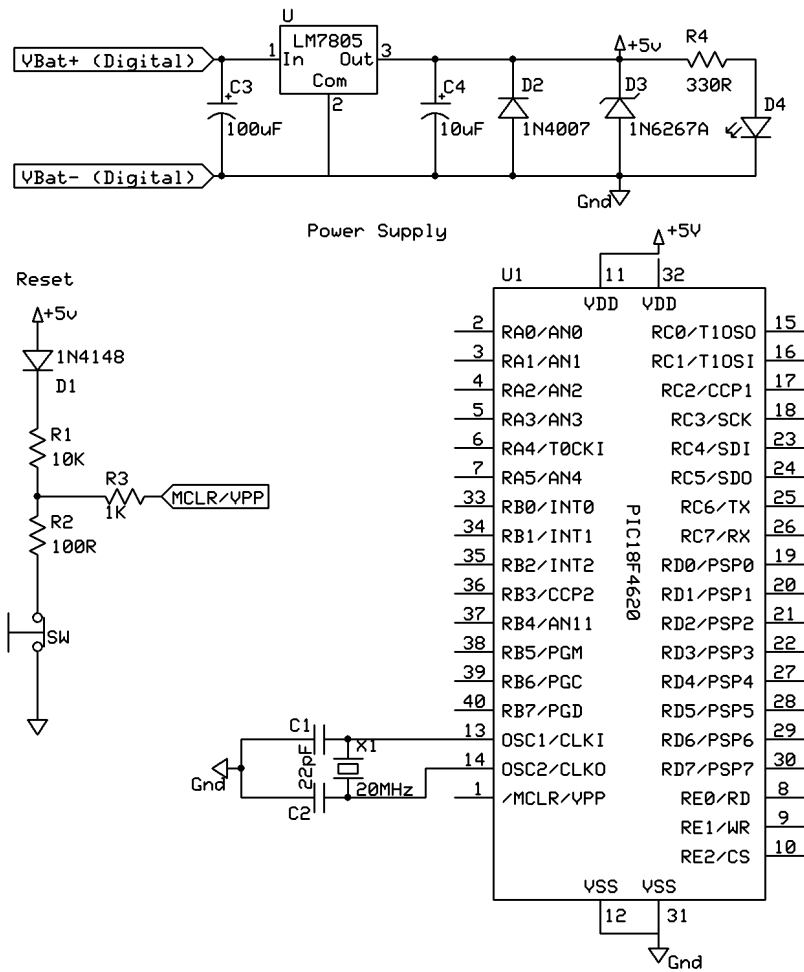 U
LM7805
VBat+ (Digital)
1
In
Out
3
Com
2
C3
+
100uF
C4
+
10uF
D2
1N4007
+5v
D3
1N6267A
R4
330R
D4
VBat- (Digital)
Gnd
Power Supply
Reset
+5v
1N4148
D1
R1
10K
R3
1K
MCLR/VPP
R2
100R
SW
+5V
U1
11
32
VDD
VDD
2 RA0/AN0
RC0/T1OSO 15
3 RA1/AN1
RC1/T1OSI 16
4 RA2/AN2
RC2/CCP1 17
5 RA3/AN3
RC3/SCK 18
6 RA4/T0CKI
RC4/SDI 23
7 RA5/AN4
RC5/SDO 24
33 RB0/INT0
RC6/TX 25
34 RB1/INT1
RC7/RX 26
35 RB2/INT2
RD0/PSP0 19
36 RB3/CCP2
RD1/PSP1 20
37 RB4/AN11
RD2/PSP2 21
38 RB5/PGM
RD3/PSP3 22
39 RB6/PGC
RD4/PSP4 27
40 RB7/PGD
RD5/PSP5 28
13 OSC1/CLKI
RD6/PSP6 29
14 OSC2/CLKO
RD7/PSP7 30
1 /MCLR/VPP
RE0/RD 8
RE1/WR 9
RE2/CS 10
PIC18F4620
C1
22pF
X1
20MHz
C2
Gnd
VSS
VSS
12
31
Gnd